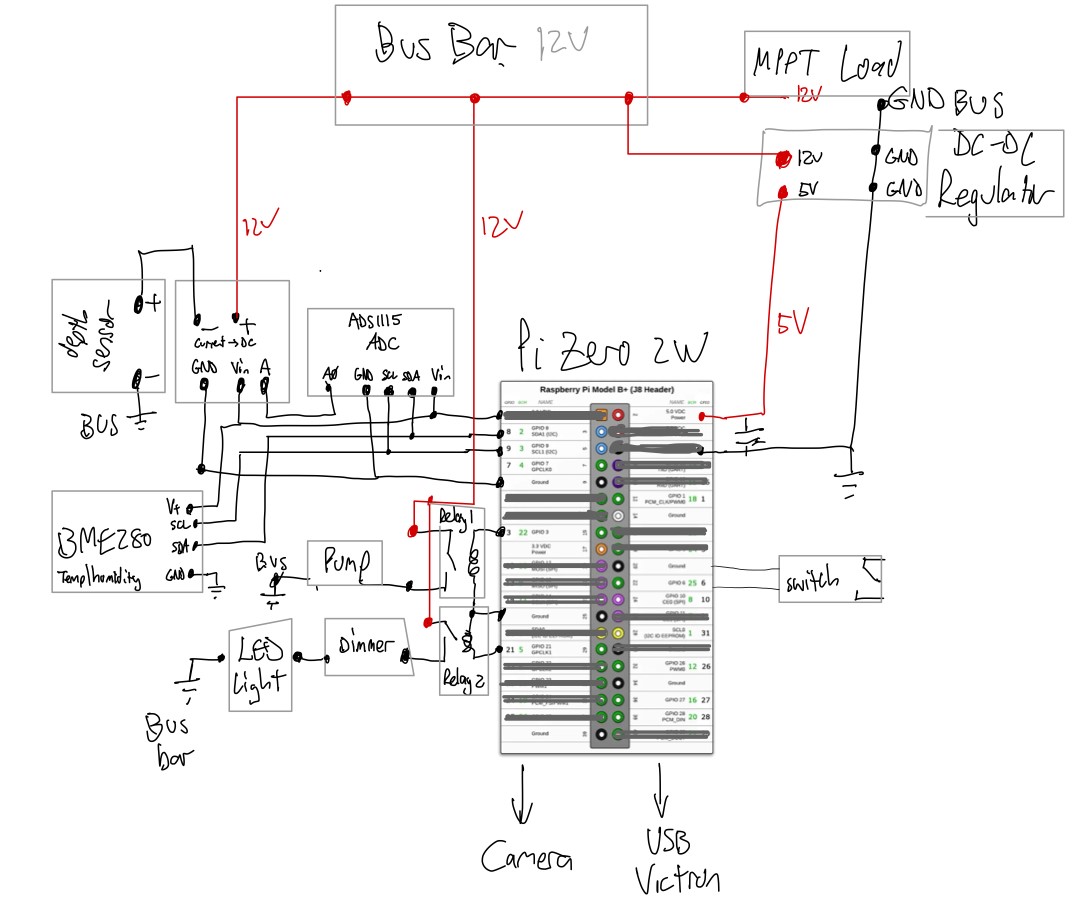 Bus Bar 12V
MPPT Load
12V
GND BUS
DC-DC
Regulator
12V GND
5V GND
12V
12V
5V
depth
sensor
+
-
BUS
- +
Current → DC
GND Vin A
ADS1115
ADC
A0 GND SCL SDA Vin
Pi Zero 2W
Raspberry Pi Model B+ (J8 Header)
GPIO# NAME NAME GPIO#
5.0 VDC
Power
8 2 GPIO 8
SDA1 (I2C)
9 3 GPIO 9
SCL1 (I2C)
7 4 GPIO 7
GPCLK0
Ground
GPIO 1
PCM_CLK/PWM0 18 1
Ground
3 22 GPIO 3
3.3 VDC
Power
Ground
GPIO 6 25 6
GPIO 10
CE0 (SPI) 8 10
Ground
SCL0
(I2C ID EEPROM) 1 31
21 5 GPIO 21
GPCLK1
GPIO 26
PWM0 12 26
Ground
GPIO 27 16 27
GPIO 28
PCM_DIN 20 28
Ground
BME280
Temp/humidity
V+
SCL
SDA
GND
Relay 1
BUS
Pump
Relay 2
LED
Light
Dimmer
Bus
bar
switch
Camera
USB
Victron